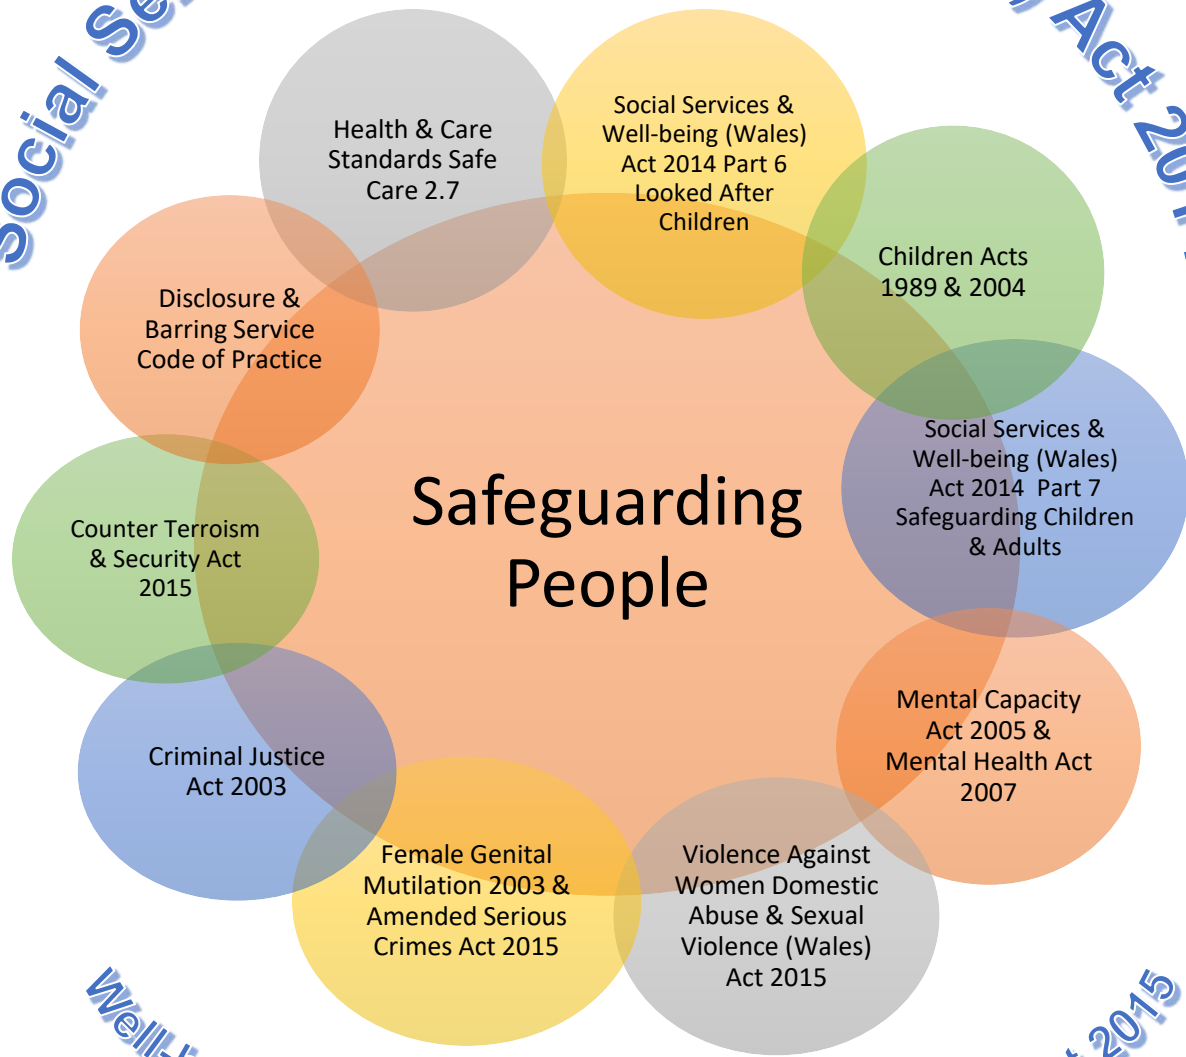 Social Se
Act 20
Health & Care
Standards Safe
Care 2.7
Social Services &
Well-being (Wales)
Act 2014 Part 6
Looked After
Children
Children Acts
1989 & 2004
Social Services &
Well-being (Wales)
Act 2014  Part 7
Safeguarding Children
& Adults
Mental Capacity
Act 2005 &
Mental Health Act
2007
Violence Against
Women Domestic
Abuse & Sexual
Violence (Wales)
Act 2015
Female Genital
Mutilation 2003 &
Amended Serious
Crimes Act 2015
Criminal Justice
Act 2003
Counter Terroism
& Security Act
2015
Disclosure &
Barring Service
Code of Practice
Safeguarding
People
Well-
2015